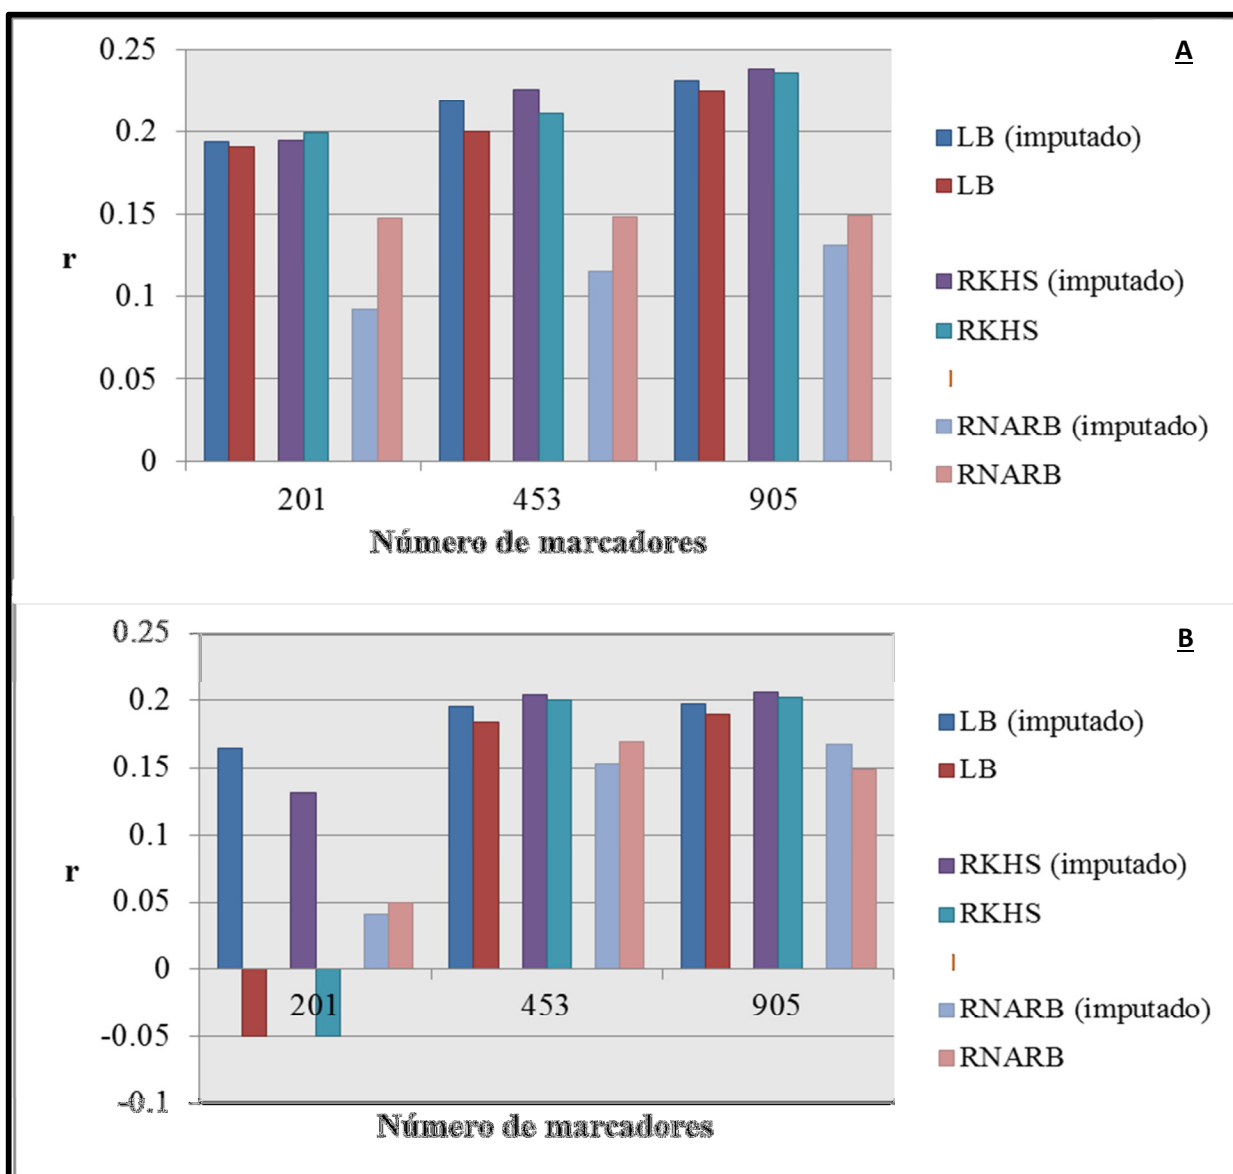 A
0.25
0.2
0.15
0.1
0.05
0
r
201 453 905
Número de marcadores
LB (imputado)
LB
RKHS (imputado)
RKHS
RNARB (imputado)
RNARB
B
0.25
0.2
0.15
0.1
0.05
0
-0.05
-0.1
r
201 453 905
Número de marcadores
LB (imputado)
LB
RKHS (imputado)
RKHS
RNARB (imputado)
RNARB